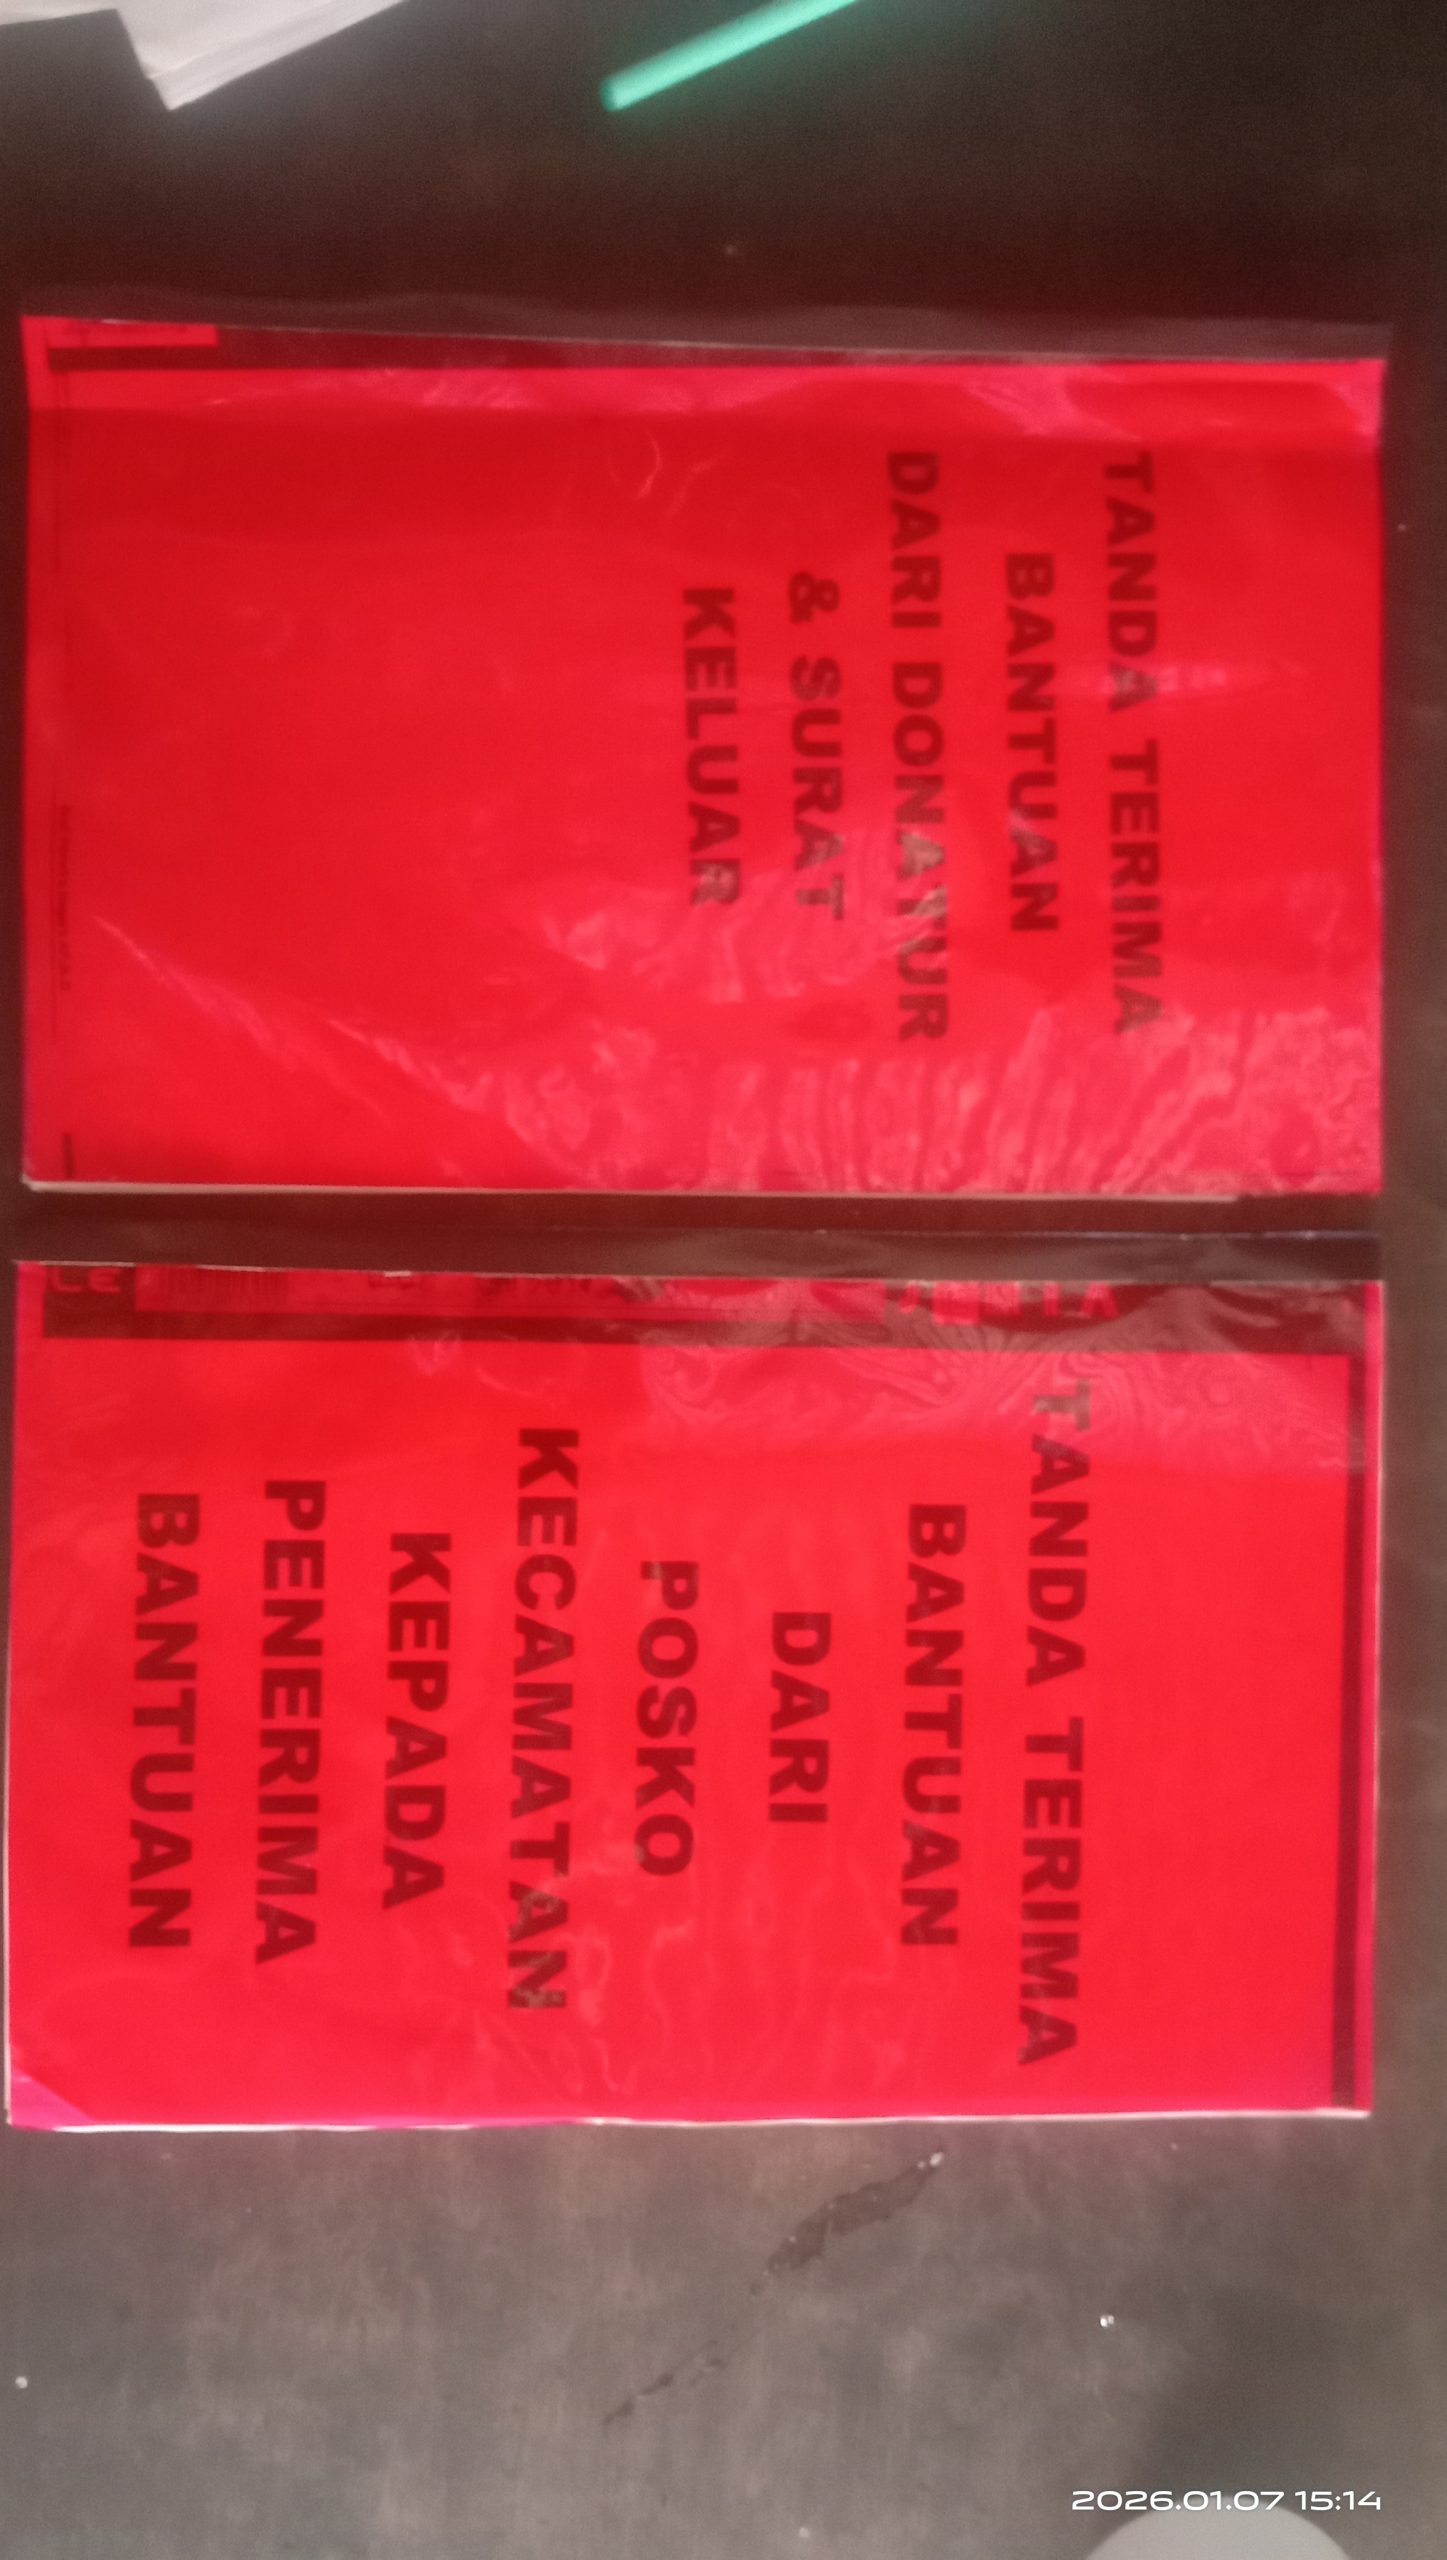 TANDA TERIMA
BANTUAN
DARI DONATUR
& SURAT
KELUAR
TANDA TERIMA
BANTUAN
DARI
POSKO
KECAMATAN
KEPADA
PENERIMA
BANTUAN
2026.01.07 15:14